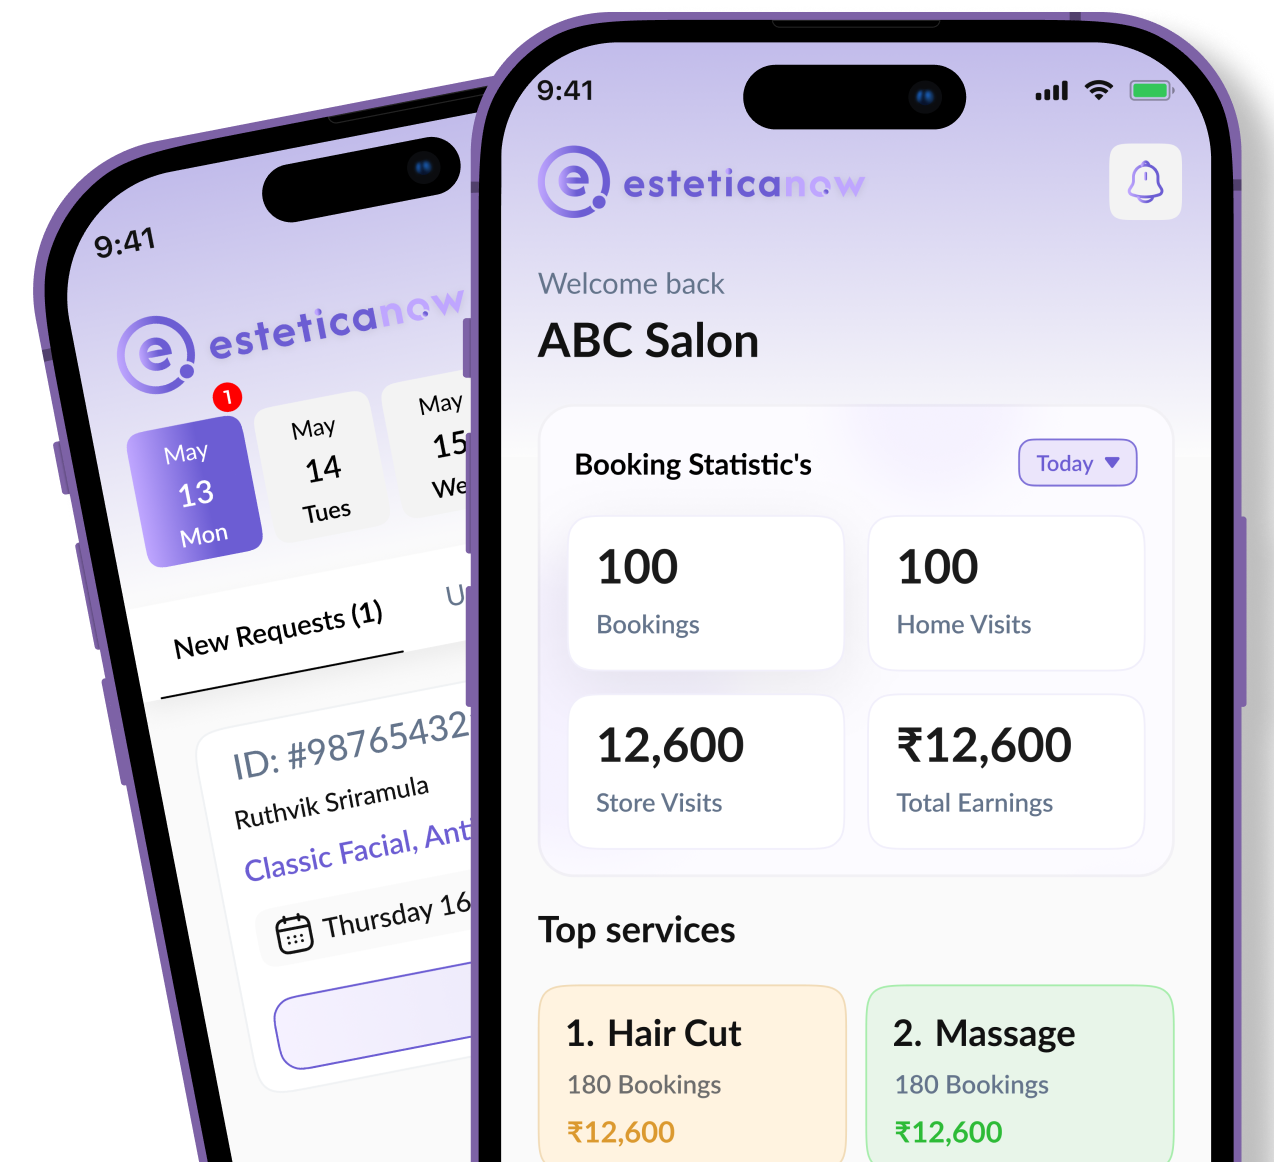 9:41
esteticanow
1
May
13
Mon
May
14
Tues
May
15
New Requests (1)
ID: #98765432
Ruthvik Sriramula
Classic Facial,
Thursday 16
9:41
esteticanow
Welcome back
ABC Salon
Booking Statistic's
Today
100
Bookings
100
Home Visits
12,600
Store Visits
₹12,600
Total Earnings
Top services
1. Hair Cut
180 Bookings
₹12,600
2. Massage
180 Bookings
₹12,600